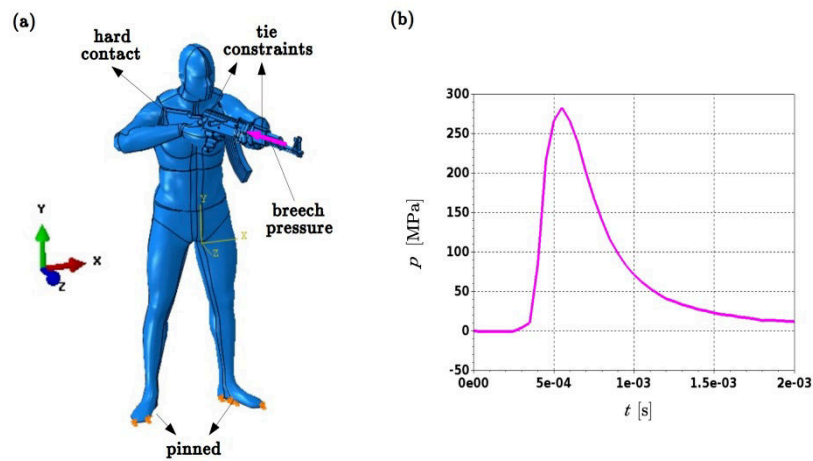 (a)
hard
contact
tie
constraints
breech
pressure
Y
X
Z
Y
X
Z
pinned
(b)
300
250
200
150
100
50
0
-50
p [MPa]
0e00 5e-04 1e-03 1.5e-03 2e-03
t [s]